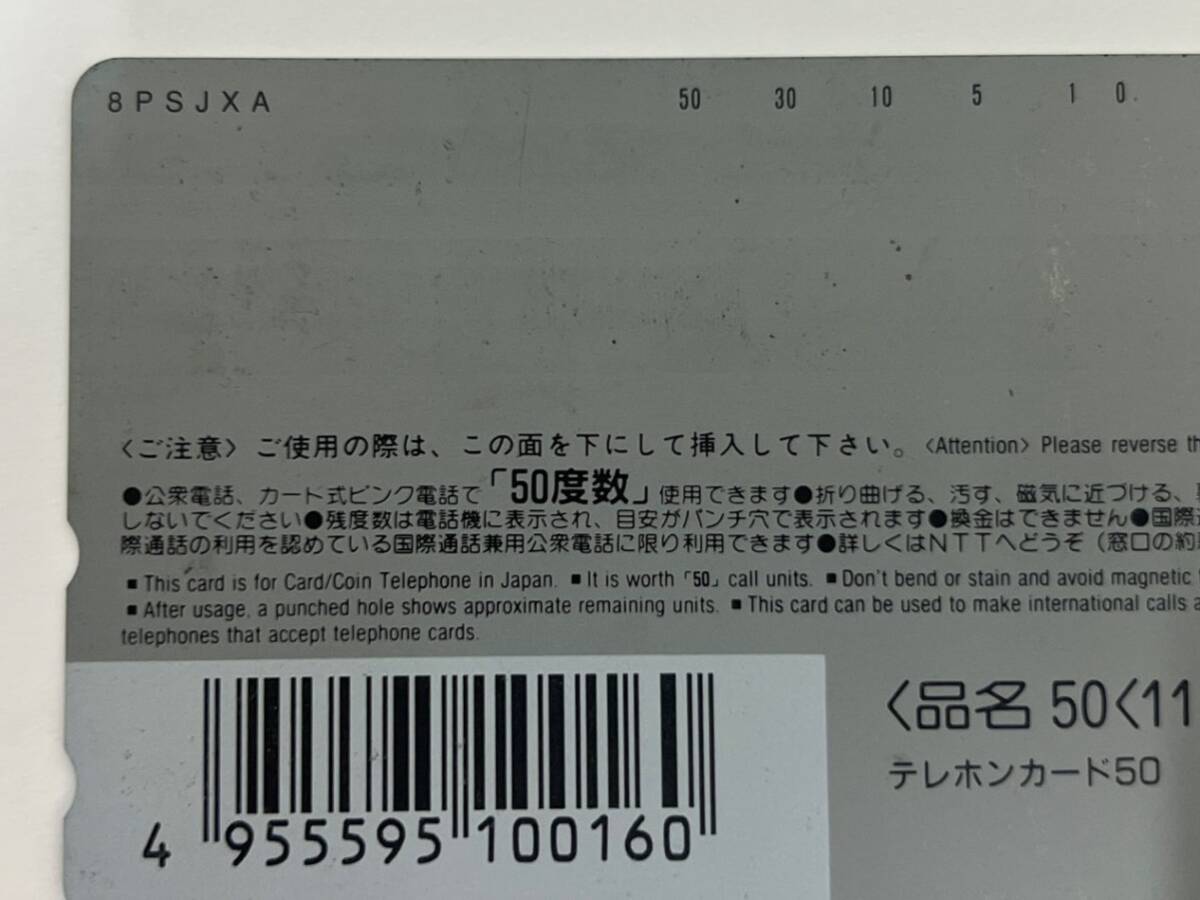 8PSJXA
50 30 10 5 1 0.
〈ご注意〉ご使用の際は、この面を下にして挿入して下さい。〈Attention〉Please reverse
●公衆電話、カード式ピンク電話で「50度数」使用できます●折り曲げる、汚す、磁気に近づける、
しないでください●残度数は電話機に表示され、目安がパンチ穴で表示されます●換金はできません●国際
際通話の利用を認めている国際通話兼用公衆電話に限り利用できます●詳しくはNTTへどうぞ(窓口の約
■This card is for Card/Coin Telephone in Japan. ■It is worth「50」call units. ■Don't bend or stain and avoid magnetic
■After usage, a punched hole shows approximate remaining units. ■This card can be used to make international calls
telephones that accept telephone cards.
〈品名 50〈11
テレホンカード50
4 955595 100160